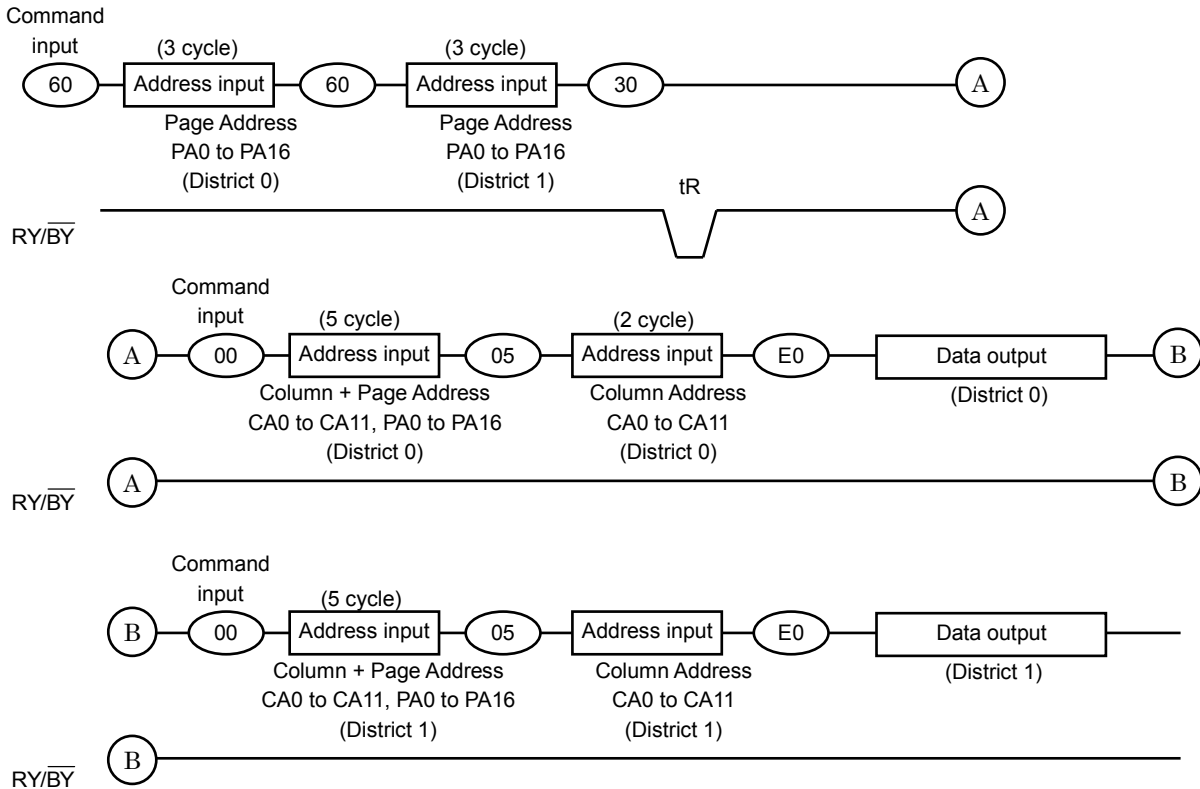 Command
input
(3 cycle)
(3 cycle)
60
Address input
60
Address input
30
A
Page Address
PA0 to PA16
(District 0)
Page Address
PA0 to PA16
(District 1)
tR
A
RY/BY
Command
input
(5 cycle)
(2 cycle)
A
00
Address input
05
Address input
E0
Data output
B
Column + Page Address
CA0 to CA11, PA0 to PA16
(District 0)
Column Address
CA0 to CA11
(District 0)
(District 0)
A
B
RY/BY
Command
input
(5 cycle)
B
00
Address input
05
Address input
E0
Data output
Column + Page Address
CA0 to CA11, PA0 to PA16
(District 1)
Column Address
CA0 to CA11
(District 1)
(District 1)
B
RY/BY